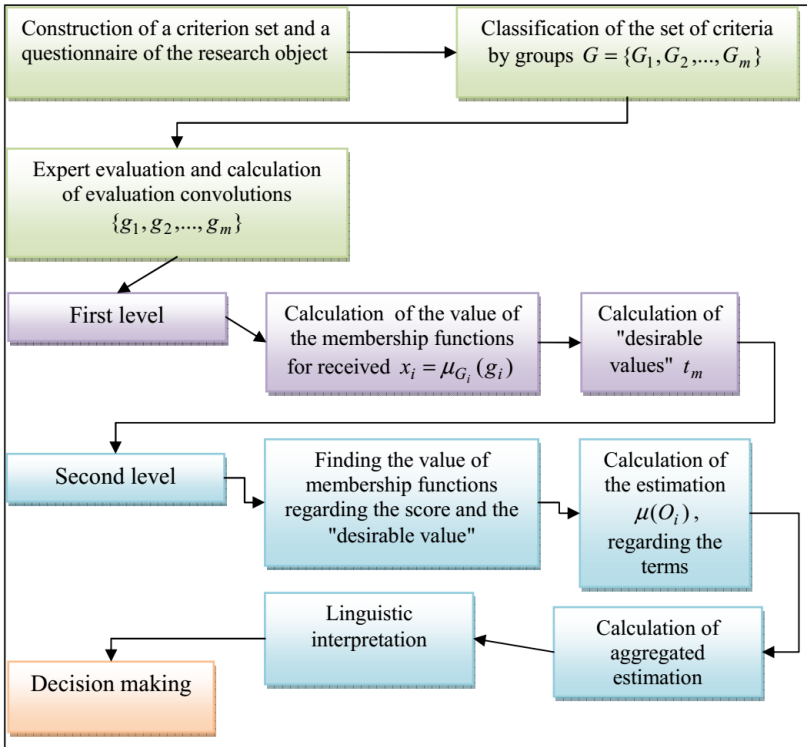 Construction of a criterion set and a
questionnaire of the research object
Classification of the set of criteria
by groups G = {G₁, G₂,..., Gₘ}
Expert evaluation and calculation
of evaluation convolutions
{g₁, g₂,..., gₘ}
First level
Calculation of the value of
the membership functions
for received xᵢ = μ_{Gᵢ}(gᵢ)
Calculation of
"desirable
values" tₘ
Second level
Finding the value of
membership functions
regarding the score and the
"desirable value"
Calculation of
the estimation
μ(Oᵢ) ,
regarding the
terms
Calculation of
aggregated
estimation
Linguistic
interpretation
Decision making